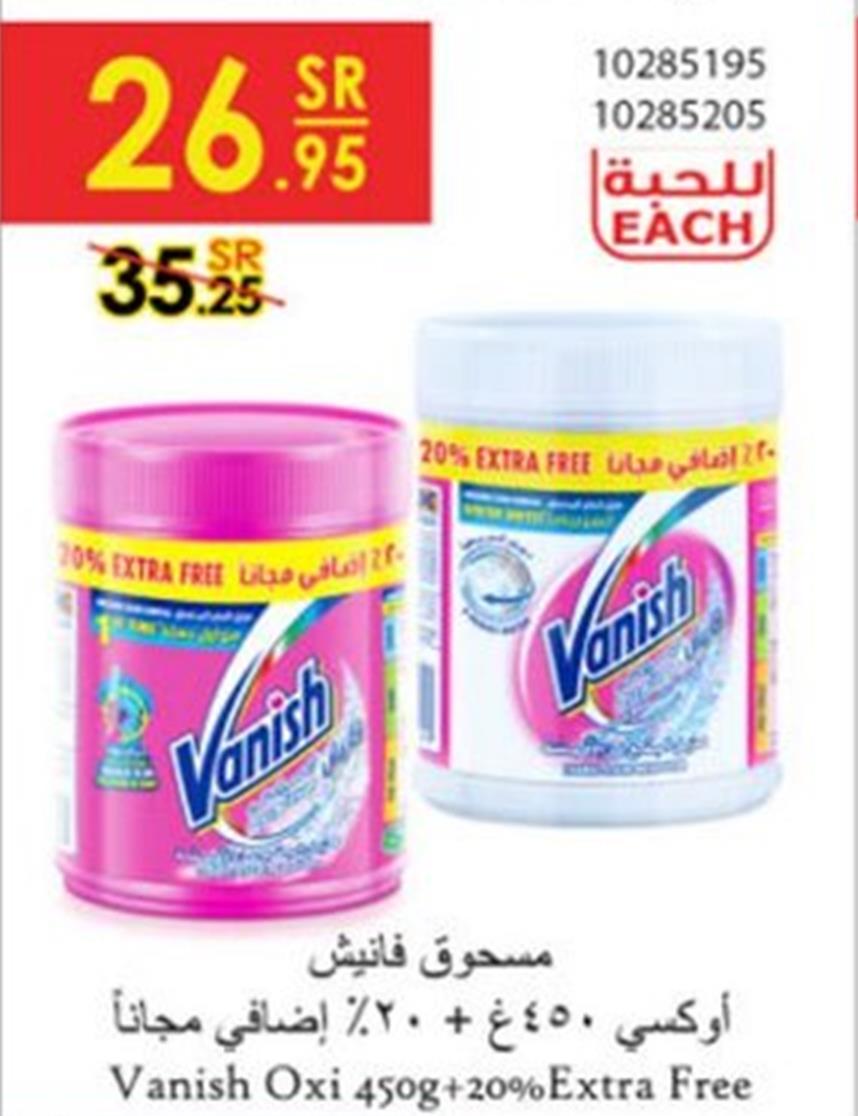 26.95 SR
10285195
10285205
للحبة
EACH
35.25 SR
20% EXTRA FREE ٢٠٪ إضافي مجاناً
Vanish
20% EXTRA FREE ٢٠٪ إضافي مجاناً
Vanish
مسحوق فانيش
أوكسي ٤٥٠غ + ٢٠٪ إضافي مجاناً
Vanish Oxi 450g+20%Extra Free